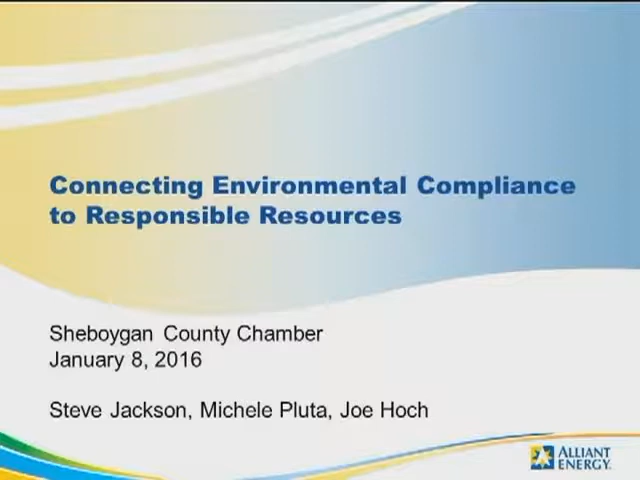 Connecting Environmental Compliance
to Responsible Resources
Sheboygan County Chamber
January 8, 2016
Steve Jackson, Michele Pluta, Joe Hoch
ALLIANT
ENERGY.